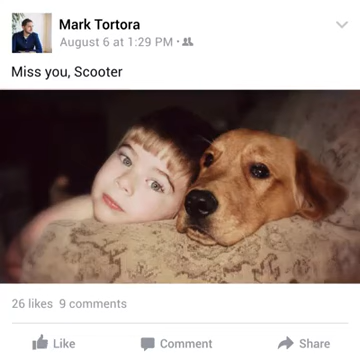 Mark Tortora
August 6 at 1:29 PM ·
Miss you, Scooter
26 likes 9 comments
Like Comment Share